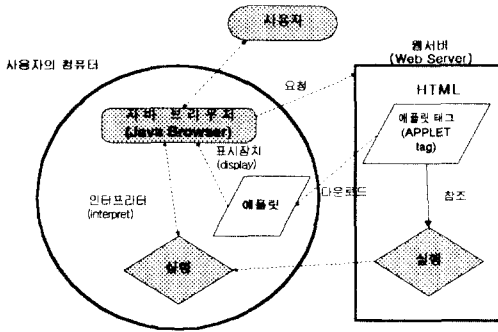 사용자
웹서버
(Web Server)
사용자의 컴퓨터
요청
HTML
자바 브라우저
(Java Browser)
애플릿 태그
(APPLET
tag)
표시장치
(display)
인터프리터
(interpret)
애플릿
다운로드
참조
실행
실행